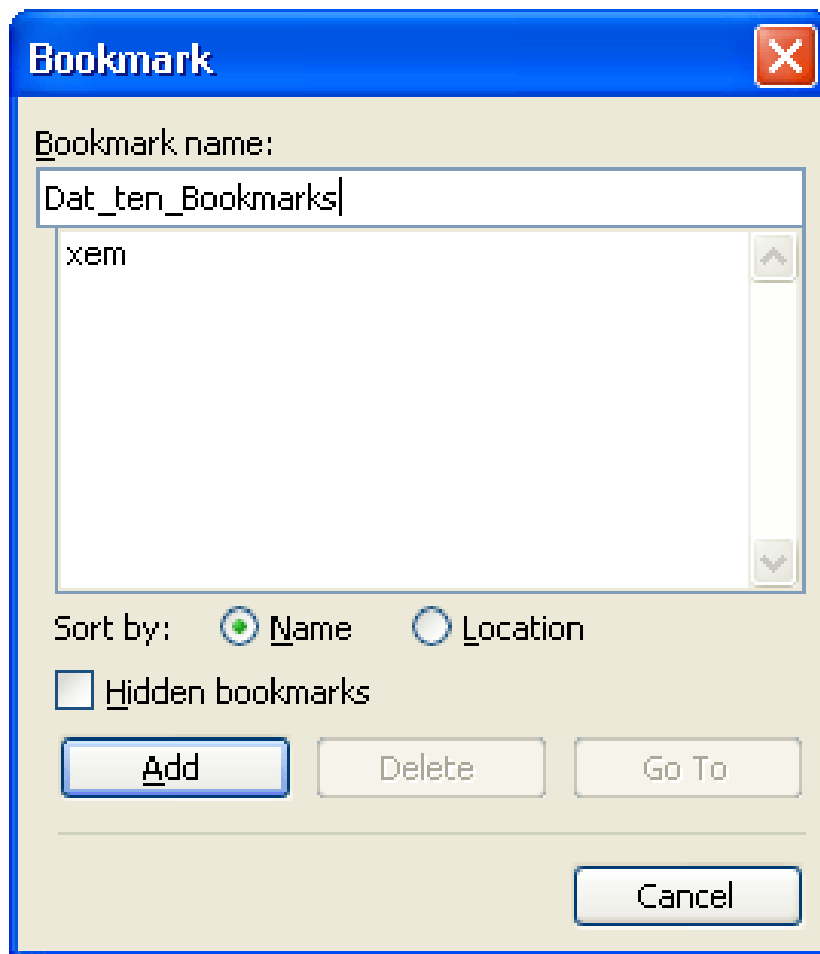 Bookmark
Bookmark name:
Dat_ten_Bookmarks
xem
Sort by: Name Location
Hidden bookmarks
Add Delete Go To
Cancel